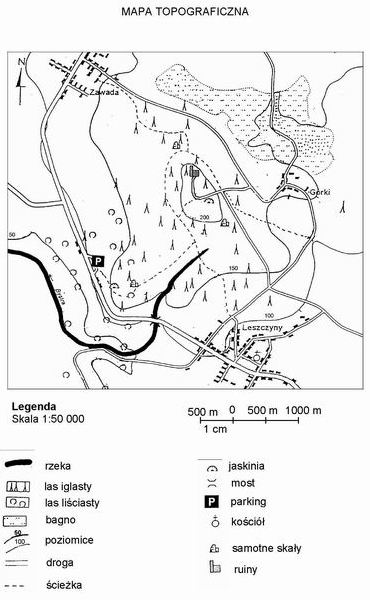 MAPA TOPOGRAFICZNA
N
Zawada
Górki
200
50
P
Bystra
150
100
Leszczyny
Legenda
Skala 1:50 000
500 m 0 500 m 1000 m
1 cm
rzeka
las iglasty
las liściasty
bagno
50
100
poziomice
droga
ścieżka
jaskinia
most
P
parking
kościół
samotne skały
ruiny